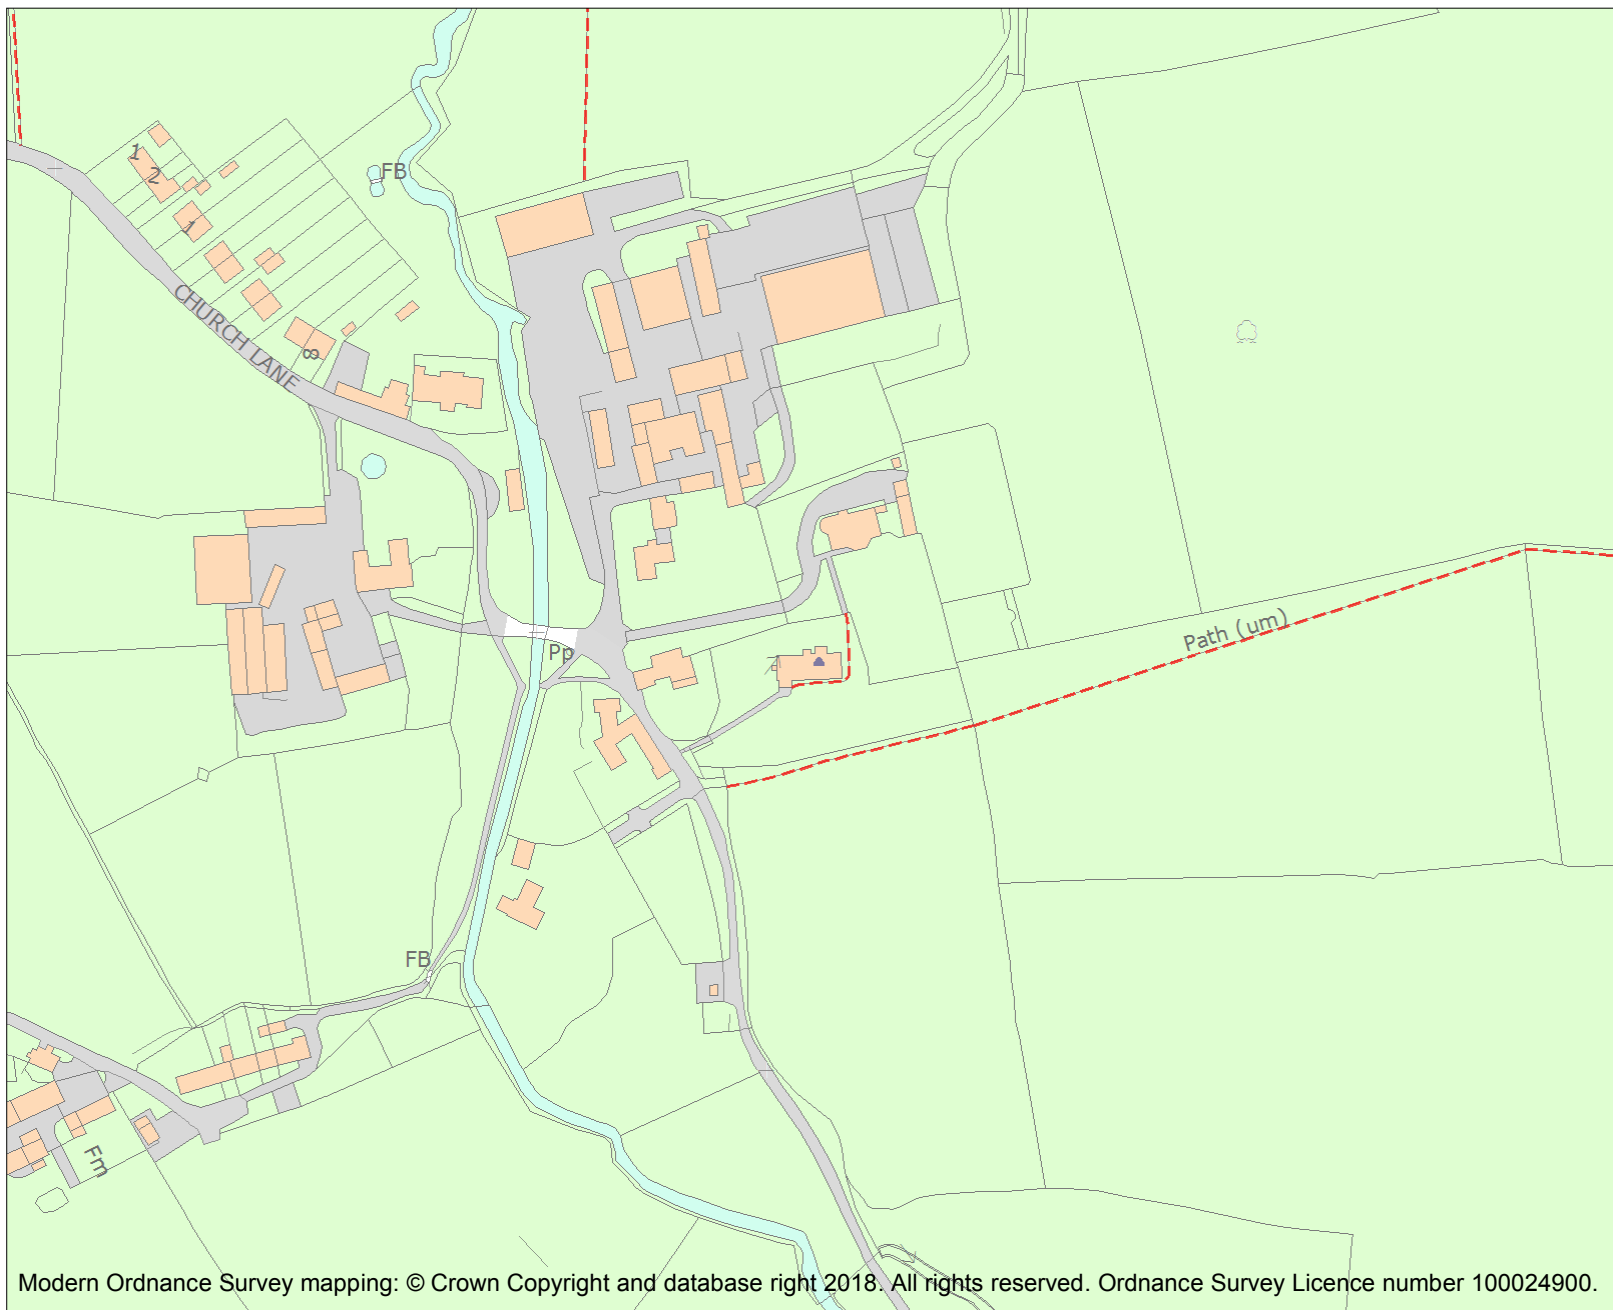 1
2
FB
1
CHURCH LANE
8
Path (um)
Pp
FB
Fm
Modern Ordnance Survey mapping: © Crown Copyright and database right 2018. All rights reserved. Ordnance Survey Licence number 100024900.